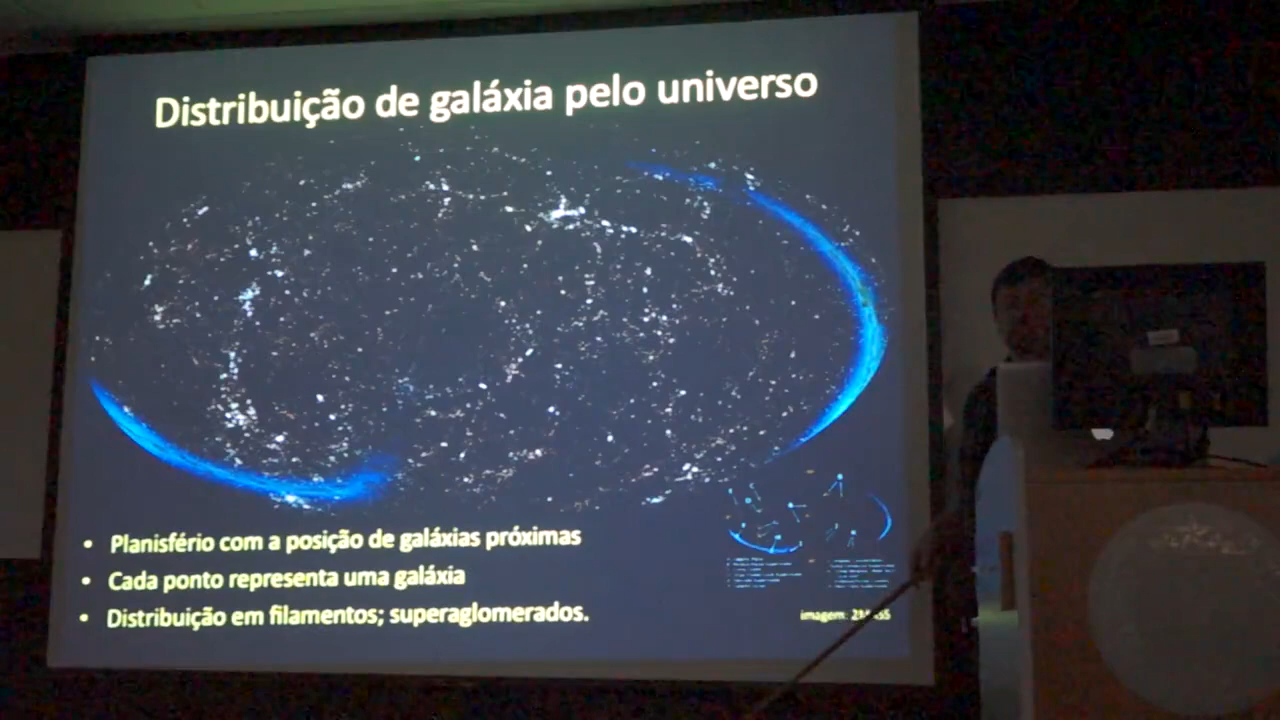 Distribuição de galáxia pelo universo
• Planisfério com a posição de galáxias próximas
• Cada ponto representa uma galáxia
• Distribuição em filamentos; superaglomerados.
imagem: